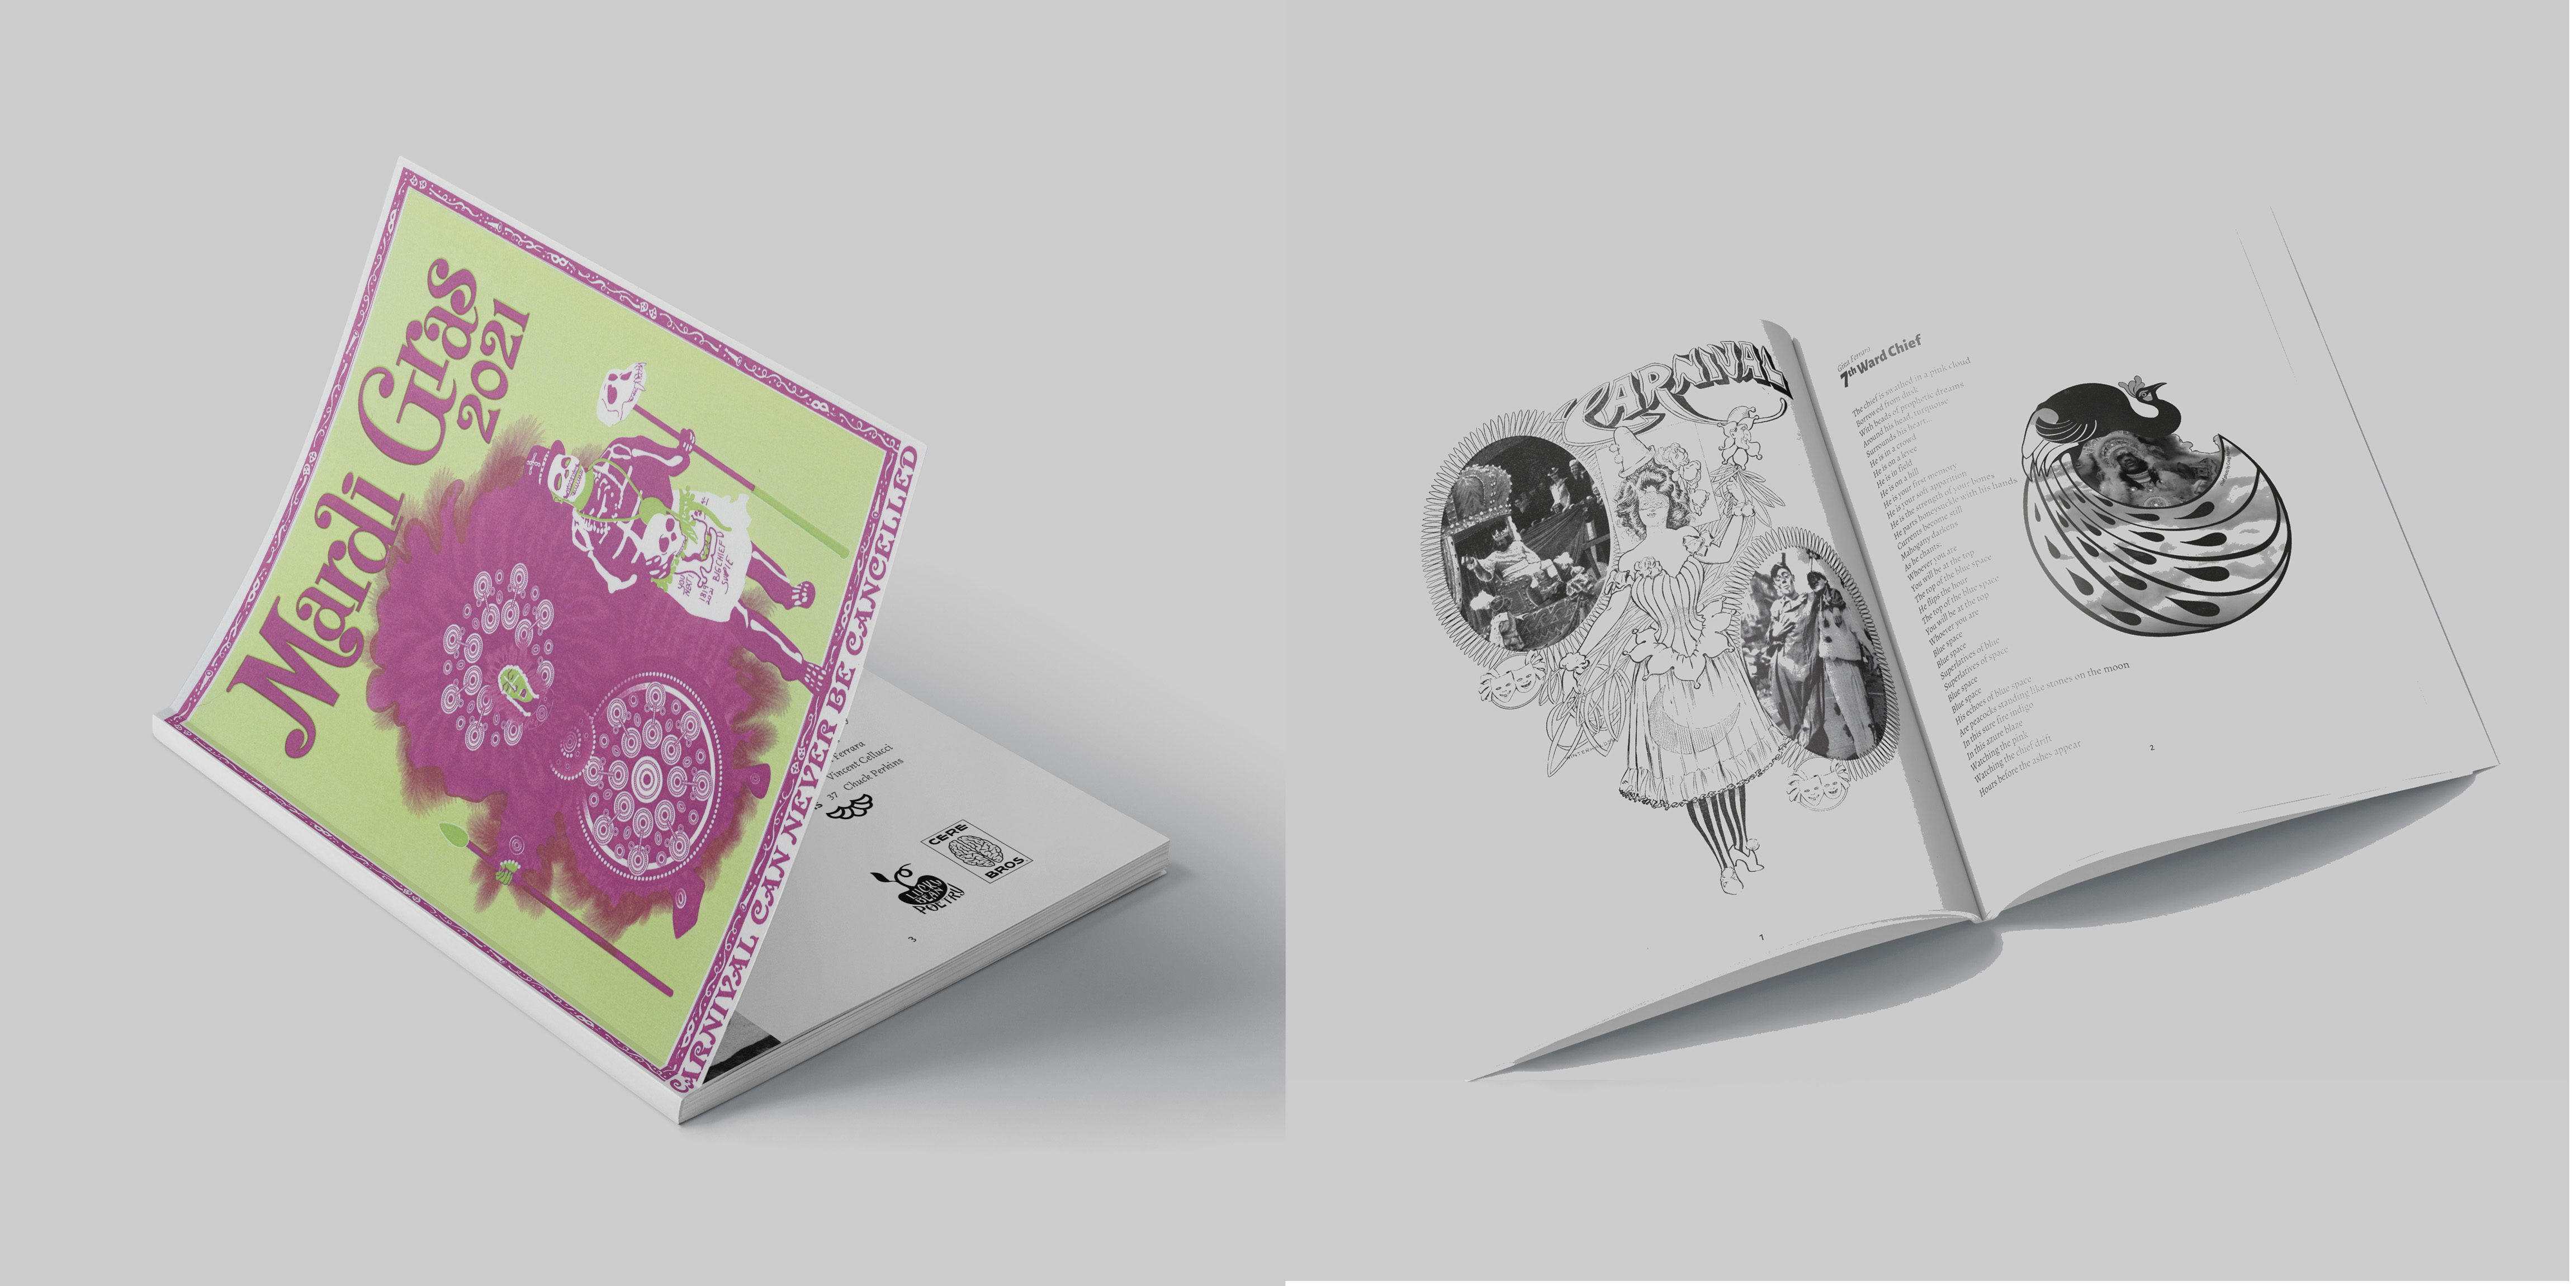 Mardi Gras
2021
YOU
NEXT!
BIG CHIEF
CARNIVAL CAN NEVER BE CANCELLED
Ferrara
Vincent Cellucci
37 Chuck Perkins
LUCKY
BEAN
POETRY
CERE-
BROS
3
CARNIVAL
1
Gina Ferrara
7th Ward Chief
The chief is swathed in a pink cloud
Borrowed from dusk
With beads of prophetic dreams
Around his head, turquoise
Surrounds his heart...
He is in a crowd
He is on a levee
He is in field
He is on a hill
He is your first memory
He is your soft apparition
He is the strength of your bones
He parts honeysuckle with his hands
Currents become still
Mahogany darkens
As he chants:
Whoever you are
You will be at the top
The top of the blue space
He flips the hour
The top of the blue space
You will be at the top
Whoever you are
Blue space
Blue space
Superlatives of blue
Superlatives of space
Blue space
Blue space
His echoes of blue space
Are peacocks standing like stones on the moon
In this sure fire indigo
In this azure blaze
Watching the pink
Watching the chief drift
Hours before the ashes appear
2